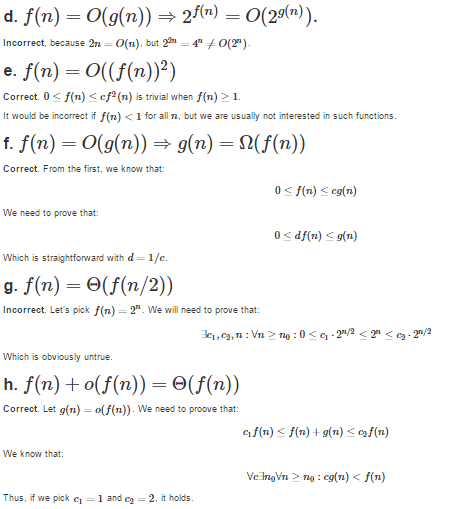 d. f(n) = O(g(n)) ⇒ 2^{f(n)} = O(2^{g(n)}).
Incorrect, because 2n = O(n), but 2^{2n} = 4^n ≠ O(2^n).
e. f(n) = O((f(n))^2)
Correct. 0 ≤ f(n) ≤ cf^2(n) is trivial when f(n) ≥ 1.
It would be incorrect if f(n) < 1 for all n, but we are usually not interested in such functions.
f. f(n) = O(g(n)) ⇒ g(n) = Ω(f(n))
Correct. From the first, we know that:
0 ≤ f(n) ≤ cg(n)
We need to prove that:
0 ≤ df(n) ≤ g(n)
Which is straightforward with d = 1/c.
g. f(n) = Θ(f(n/2))
Incorrect. Let's pick f(n) = 2^n. We will need to prove that:
∃c_1, c_2, n : ∀n ≥ n_0 : 0 ≤ c_1 · 2^{n/2} ≤ 2^n ≤ c_2 · 2^{n/2}
Which is obviously untrue.
h. f(n) + o(f(n)) = Θ(f(n))
Correct. Let g(n) = o(f(n)). We need to proove that:
c_1f(n) ≤ f(n) + g(n) ≤ c_2f(n)
We know that:
∀c∃n_0∀n ≥ n_0 : cg(n) < f(n)
Thus, if we pick c_1 = 1 and c_2 = 2, it holds.